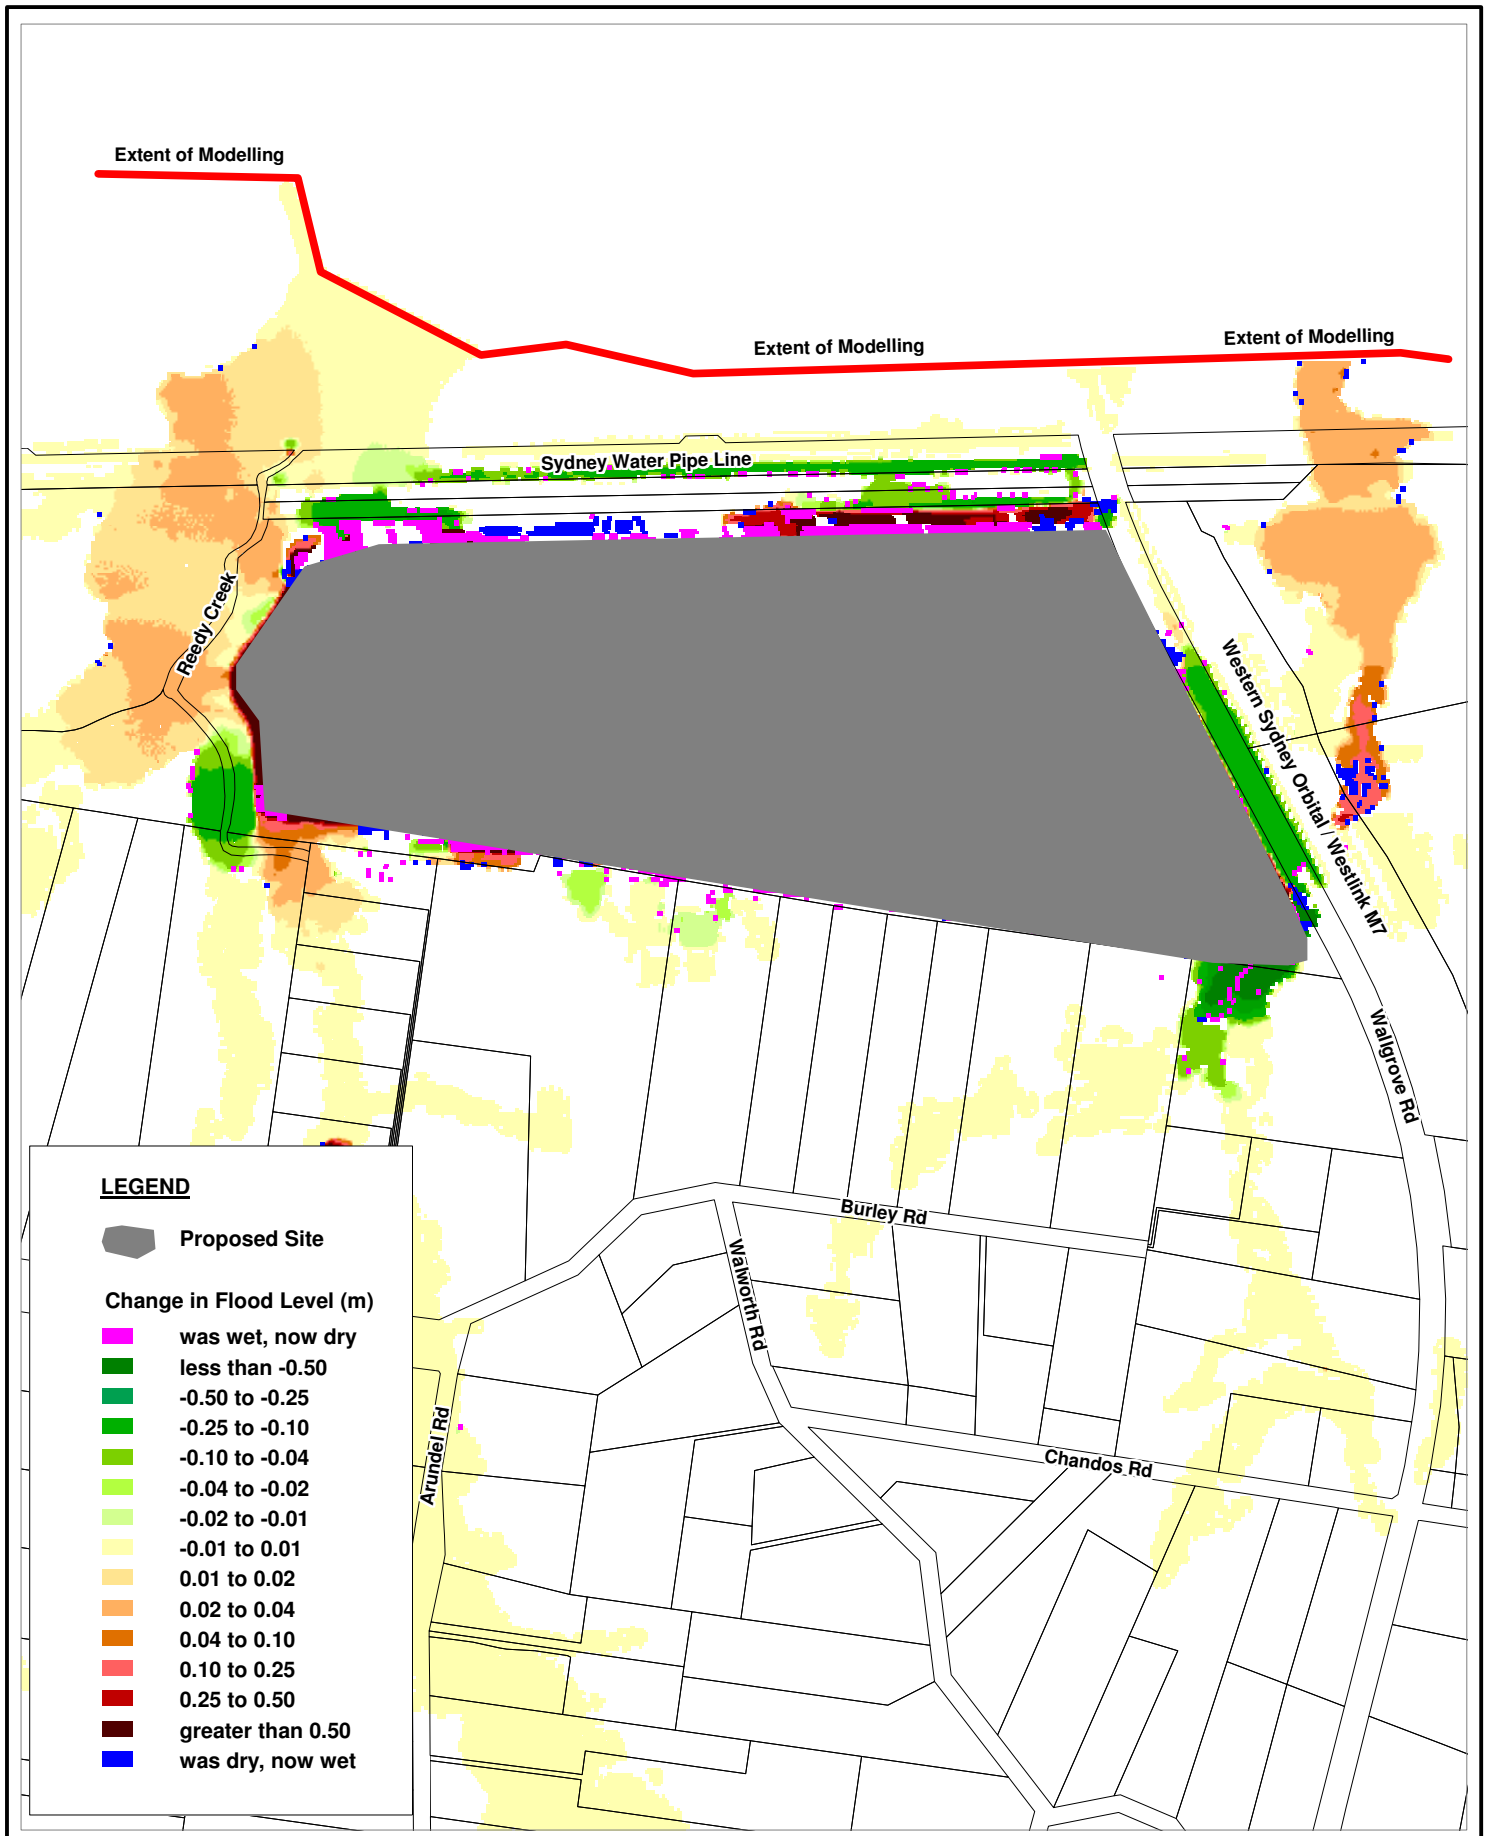 Extent of Modelling
Extent of Modelling
Extent of Modelling
Sydney Water Pipe Line
Reedy Creek
Western Sydney Orbital / Westlink M7
Wallgrove Rd
Burley Rd
Walworth Rd
Chandos Rd
Arundel Rd
LEGEND
Proposed Site
Change in Flood Level (m)
was wet, now dry
less than -0.50
-0.50 to -0.25
-0.25 to -0.10
-0.10 to -0.04
-0.04 to -0.02
-0.02 to -0.01
-0.01 to 0.01
0.01 to 0.02
0.02 to 0.04
0.04 to 0.10
0.10 to 0.25
0.25 to 0.50
greater than 0.50
was dry, now wet